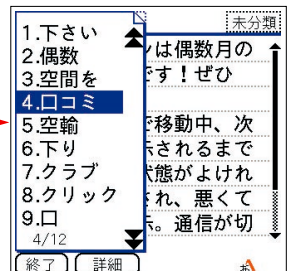 未分類
1.下さい
2.偶数
3.空間を
4.口コミ
5.空輸
6.下り
7.クラブ
8.クリック
9.口
4/12
は偶数月の
です！ぜひ
で移動中、次
示されるまで
状態がよけれ
され、悪くて
示。通信が切
終了
詳細
あ